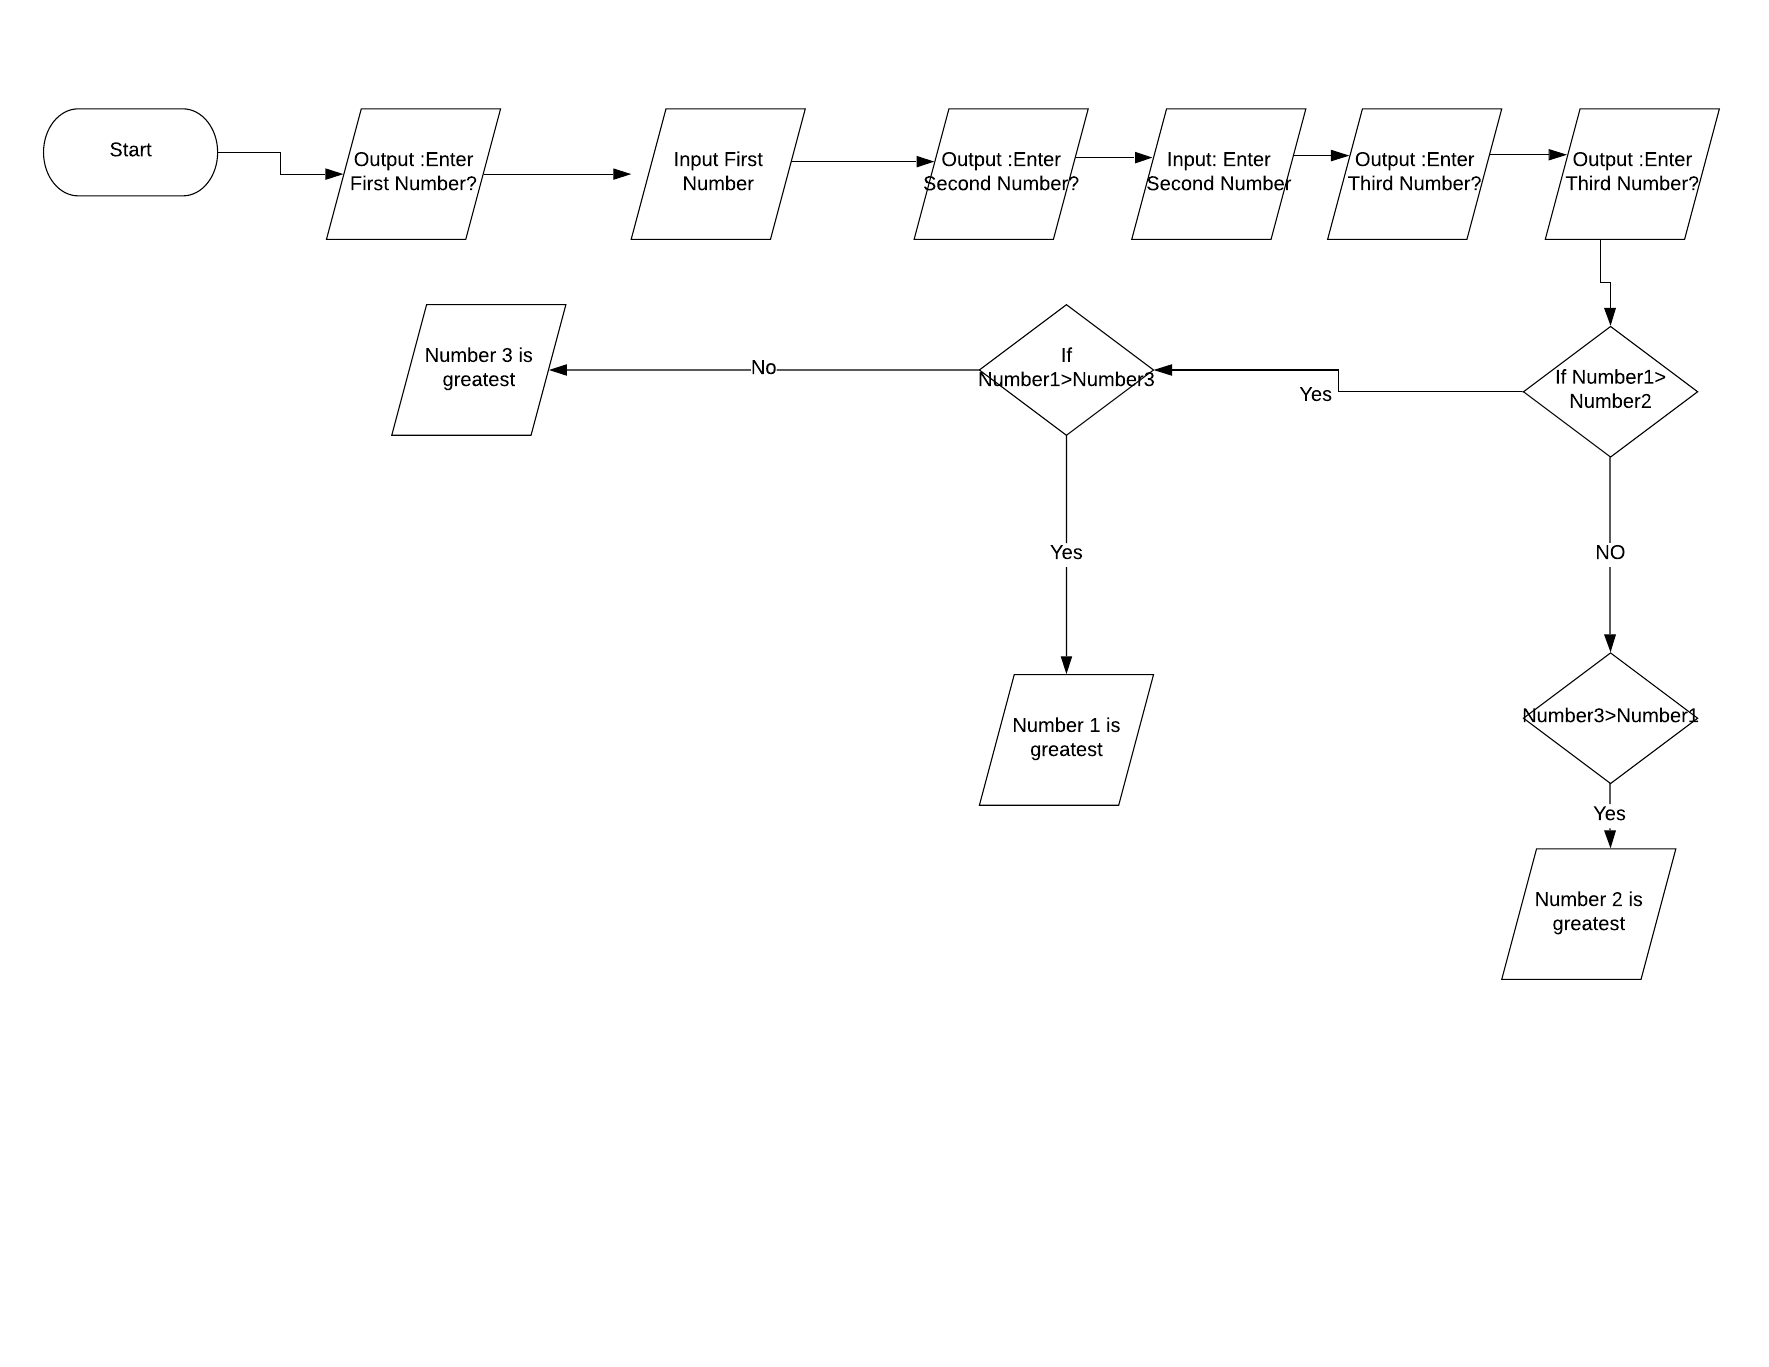 Start
Output :Enter
First Number?
Input First
Number
Output :Enter
Second Number?
Input: Enter
Second Number
Output :Enter
Third Number?
Output :Enter
Third Number?
Number 3 is
greatest
No
If
Number1>Number3
Yes
If Number1>
Number2
Yes
NO
Number 1 is
greatest
Number3>Number1
Yes
Number 2 is
greatest